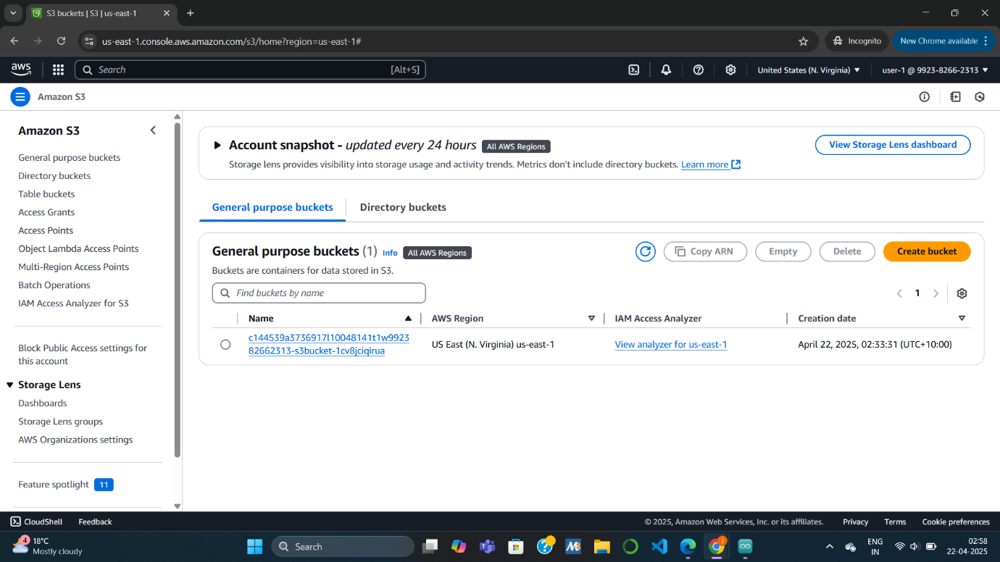 S3 buckets | S3 | us-east-1
us-east-1.console.aws.amazon.com/s3/home?region=us-east-1#
Incognito
New Chrome available
aws
Search
[Alt+S]
United States (N. Virginia)
user-1 @ 9923-8266-2313
Amazon S3
Amazon S3
General purpose buckets
Directory buckets
Table buckets
Access Grants
Access Points
Object Lambda Access Points
Multi-Region Access Points
Batch Operations
IAM Access Analyzer for S3
Block Public Access settings for
this account
Storage Lens
Dashboards
Storage Lens groups
AWS Organizations settings
Feature spotlight 11
Account snapshot - updated every 24 hours All AWS Regions
Storage lens provides visibility into storage usage and activity trends. Metrics don't include directory buckets. Learn more
View Storage Lens dashboard
General purpose buckets
Directory buckets
General purpose buckets (1) Info All AWS Regions
Buckets are containers for data stored in S3.
Copy ARN
Empty
Delete
Create bucket
Find buckets by name
1
Name
AWS Region
IAM Access Analyzer
Creation date
c144539a3736917l10048141t1w9923
82662313-s3bucket-1cv8jciqirua
US East (N. Virginia) us-east-1
View analyzer for us-east-1
April 22, 2025, 02:33:31 (UTC+10:00)
CloudShell
Feedback
© 2025, Amazon Web Services, Inc. or its affiliates.
Privacy
Terms
Cookie preferences
4
18°C
Mostly cloudy
Search
ENG
IN
02:58
22-04-2025